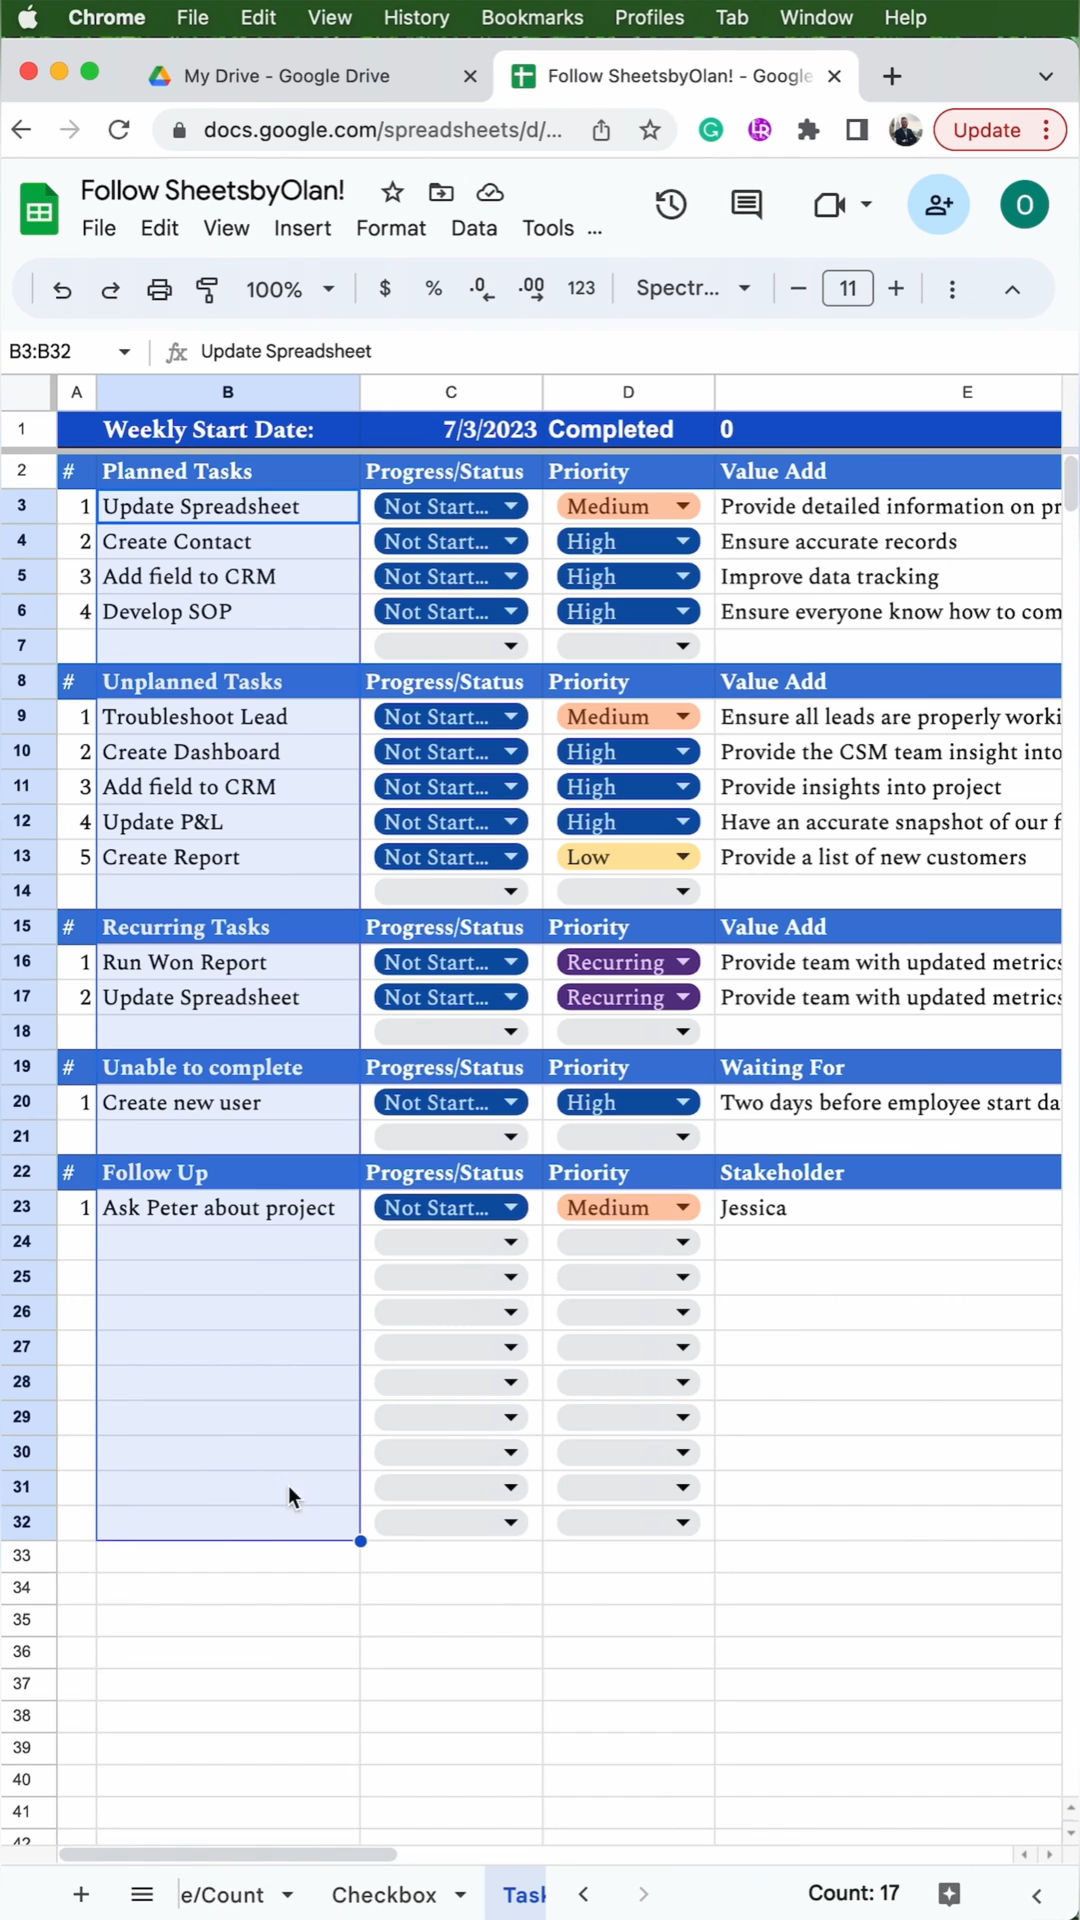 Chrome File Edit View History Bookmarks Profiles Tab Window Help
My Drive - Google Drive Follow SheetsbyOlan! - Google
docs.google.com/spreadsheets/d/... Update
Follow SheetsbyOlan! O
File Edit View Insert Format Data Tools ...
100% $ % .0 .00 123 Spectr... 11
B3:B32 fx Update Spreadsheet
A B C D E
1 Weekly Start Date: 7/3/2023 Completed 0
2 # Planned Tasks Progress/Status Priority Value Add
3 1 Update Spreadsheet Not Start... Medium Provide detailed information on pr
4 2 Create Contact Not Start... High Ensure accurate records
5 3 Add field to CRM Not Start... High Improve data tracking
6 4 Develop SOP Not Start... High Ensure everyone know how to com
7
8 # Unplanned Tasks Progress/Status Priority Value Add
9 1 Troubleshoot Lead Not Start... Medium Ensure all leads are properly worki
10 2 Create Dashboard Not Start... High Provide the CSM team insight into
11 3 Add field to CRM Not Start... High Provide insights into project
12 4 Update P&L Not Start... High Have an accurate snapshot of our f
13 5 Create Report Not Start... Low Provide a list of new customers
14
15 # Recurring Tasks Progress/Status Priority Value Add
16 1 Run Won Report Not Start... Recurring Provide team with updated metrics
17 2 Update Spreadsheet Not Start... Recurring Provide team with updated metrics
18
19 # Unable to complete Progress/Status Priority Waiting For
20 1 Create new user Not Start... High Two days before employee start da
21
22 # Follow Up Progress/Status Priority Stakeholder
23 1 Ask Peter about project Not Start... Medium Jessica
24
25
26
27
28
29
30
31
32
33
34
35
36
37
38
39
40
41
42
e/Count Checkbox Task Count: 17